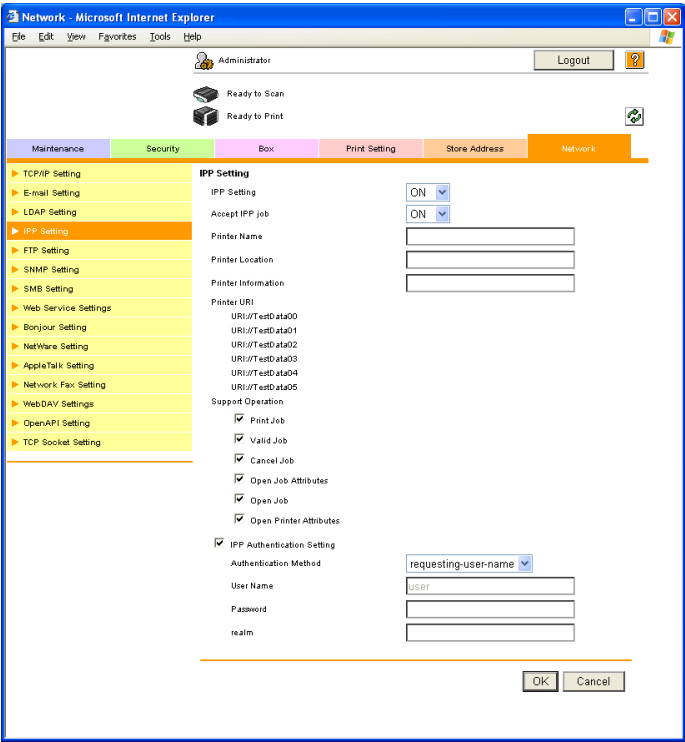 Network - Microsoft Internet Explorer
File Edit View Favorites Tools Help
Administrator
Logout
?
Ready to Scan
Ready to Print
Maintenance Security Box Print Setting Store Address Network
TCP/IP Setting
E-mail Setting
LDAP Setting
IPP Setting
FTP Setting
SNMP Setting
SMB Setting
Web Service Settings
Bonjour Setting
NetWare Setting
AppleTalk Setting
Network Fax Setting
WebDAV Settings
OpenAPI Setting
TCP Socket Setting
IPP Setting
IPP Setting ON
Accept IPP job ON
Printer Name
Printer Location
Printer Information
Printer URI
URI://TestData00
URI://TestData01
URI://TestData02
URI://TestData03
URI://TestData04
URI://TestData05
Support Operation
Print Job
Valid Job
Cancel Job
Open Job Attributes
Open Job
Open Printer Attributes
IPP Authentication Setting
Authentication Method requesting-user-name
User Name user
Password
realm
OK Cancel